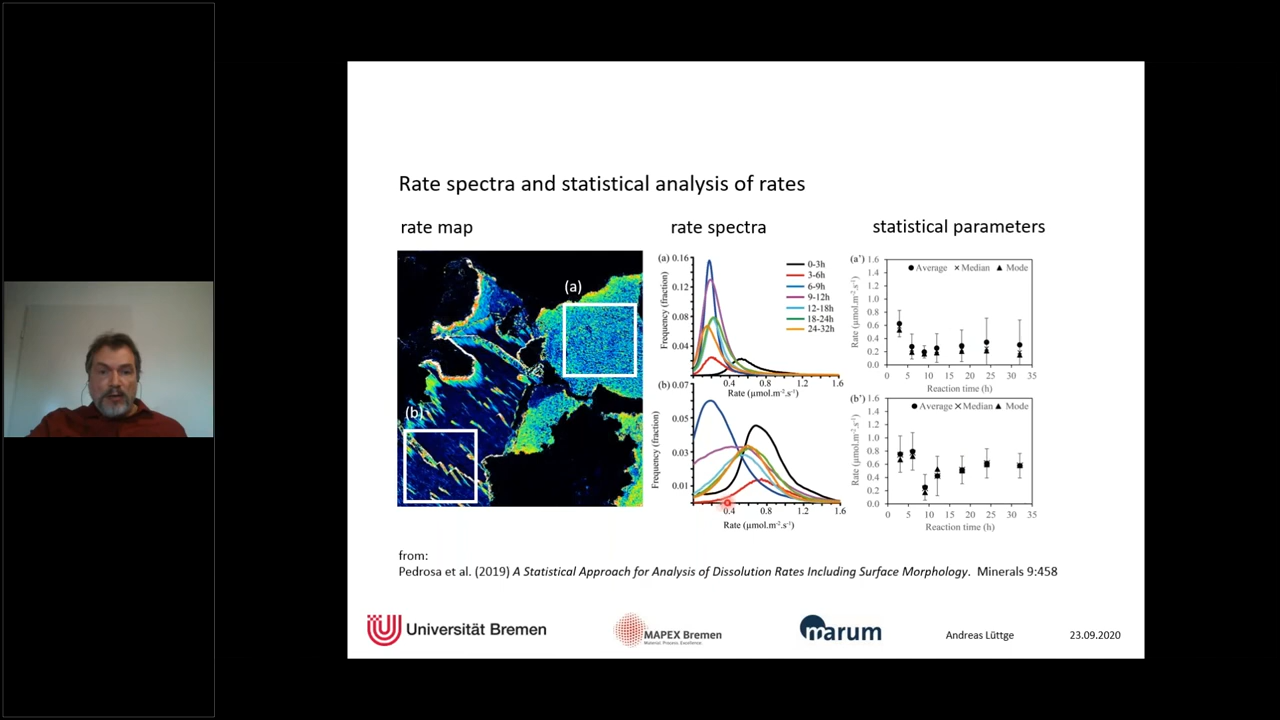 Rate spectra and statistical analysis of rates
rate map
rate spectra
statistical parameters
(a)
(b)
(a)
0.16
0.12
0.08
0.04
Frequency (fraction)
0-3h
3-6h
6-9h
9-12h
12-18h
18-24h
24-32h
0.4 0.8 1.2 1.6
Rate (µmol.m⁻².s⁻¹)
(b)
0.07
0.05
0.03
0.01
Frequency (fraction)
0.4 0.8 1.2 1.6
Rate (µmol.m⁻².s⁻¹)
(a')
1.6
1.4
1.2
1.0
0.8
0.6
0.4
0.2
0.0
Rate (µmol.m⁻².s⁻¹)
Average Median Mode
0 5 10 15 20 25 30 35
Reaction time (h)
(b')
1.6
1.4
1.2
1.0
0.8
0.6
0.4
0.2
0.0
Rate (µmol.m⁻².s⁻¹)
Average Median Mode
0 5 10 15 20 25 30 35
Reaction time (h)
from:
Pedrosa et al. (2019) A Statistical Approach for Analysis of Dissolution Rates Including Surface Morphology. Minerals 9:458
Universität Bremen
MAPEX Bremen
Material. Process. Excellence.
marum
Andreas Lüttge
23.09.2020